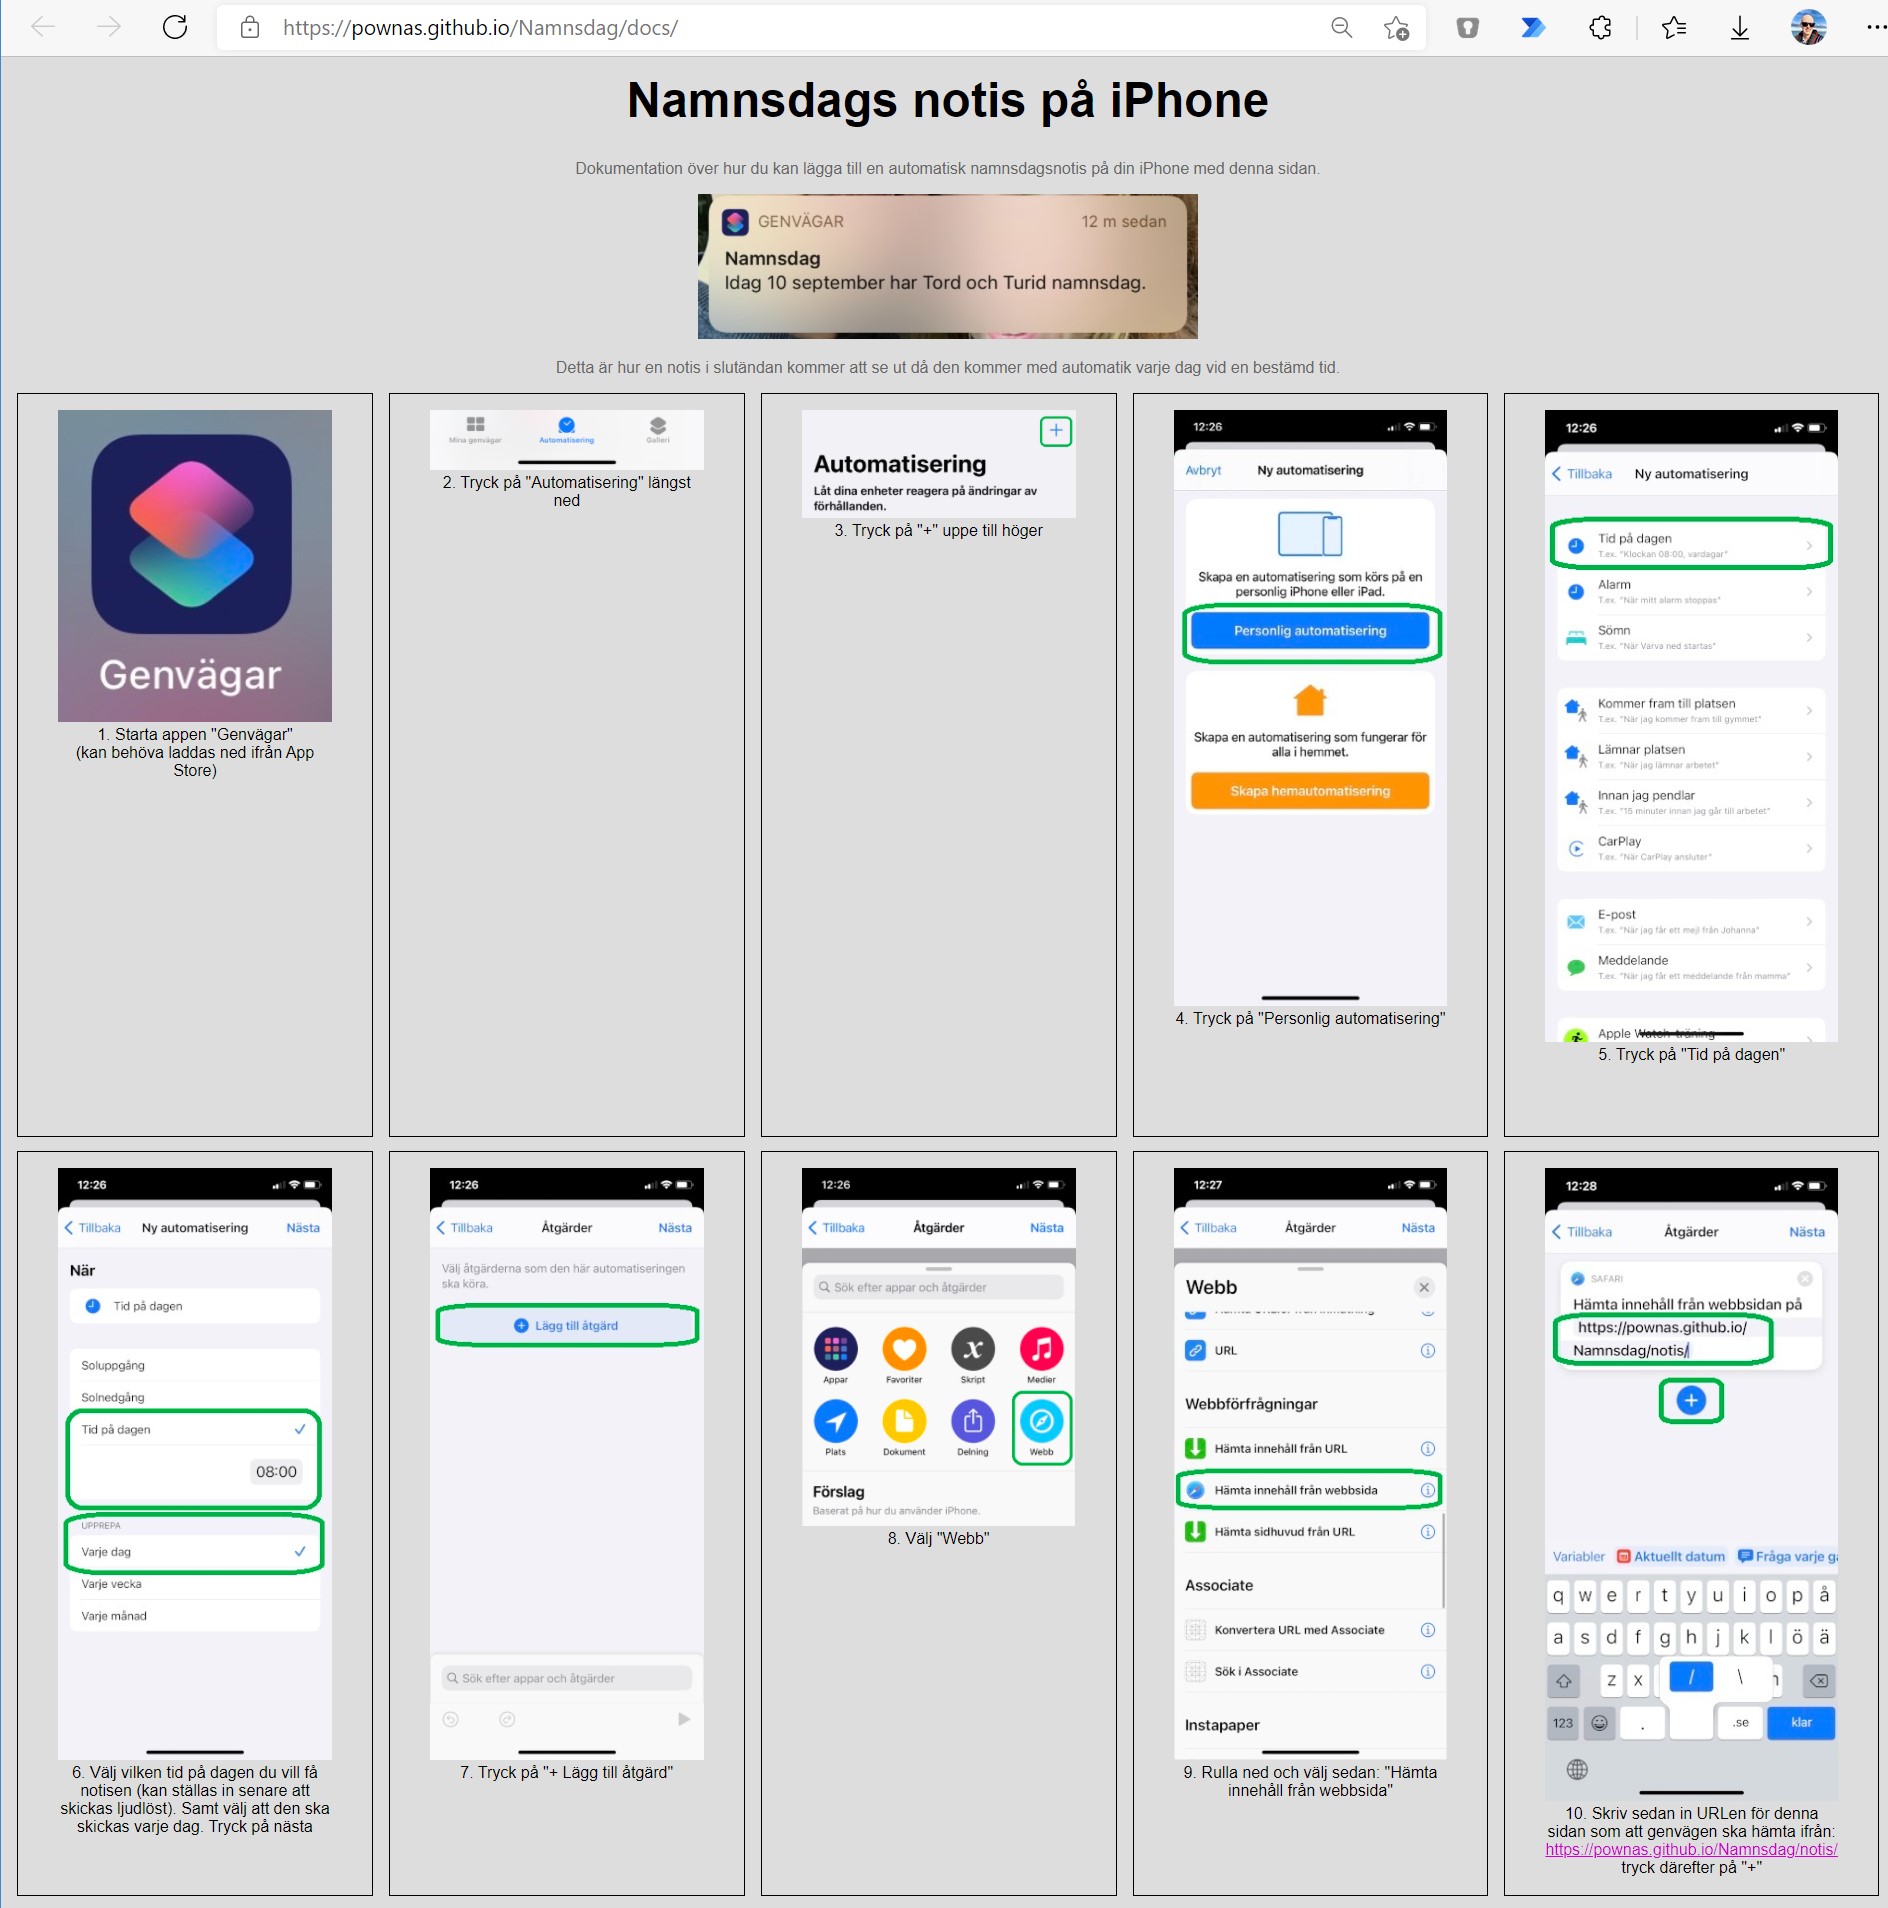 https://pownas.github.io/Namnsdag/docs/
Namnsdags notis på iPhone
Dokumentation över hur du kan lägga till en automatisk namnsdagsnotis på din iPhone med denna sidan.
GENVÄGAR
12 m sedan
Namnsdag
Idag 10 september har Tord och Turid namnsdag.
Detta är hur en notis i slutändan kommer att se ut då den kommer med automatik varje dag vid en bestämd tid.
Genvägar
1. Starta appen "Genvägar"
(kan behöva laddas ned ifrån App
Store)
Mina genvägar
Automatisering
Galleri
2. Tryck på "Automatisering" längst
ned
+
Automatisering
Låt dina enheter reagera på ändringar av
förhållanden.
3. Tryck på "+" uppe till höger
12:26
Avbryt
Ny automatisering
Skapa en automatisering som körs på en
personlig iPhone eller iPad.
Personlig automatisering
Skapa en automatisering som fungerar för
alla i hemmet.
Skapa hemautomatisering
4. Tryck på "Personlig automatisering"
12:26
Tillbaka
Ny automatisering
Tid på dagen
T.ex. "Klockan 08:00, vardagar"
Alarm
T.ex. "När mitt alarm stoppas"
Sömn
T.ex. "När Varva ned startas"
Kommer fram till platsen
T.ex. "När jag kommer fram till gymmet"
Lämnar platsen
T.ex. "När jag lämnar arbetet"
Innan jag pendlar
T.ex. "15 minuter innan jag går till arbetet"
CarPlay
T.ex. "När CarPlay ansluter"
E-post
T.ex. "När jag får ett mejl från Johanna"
Meddelande
T.ex. "När jag får ett meddelande från mamma"
Apple Watch-träning
5. Tryck på "Tid på dagen"
12:26
Tillbaka
Ny automatisering
Nästa
När
Tid på dagen
Soluppgång
Solnedgång
Tid på dagen
08:00
UPPREPA
Varje dag
Varje vecka
Varje månad
6. Välj vilken tid på dagen du vill få
notisen (kan ställas in senare att
skickas ljudlöst). Samt välj att den ska
skickas varje dag. Tryck på nästa
12:26
Tillbaka
Åtgärder
Nästa
Välj åtgärderna som den här automatiseringen
ska köra.
Lägg till åtgärd
Sök efter appar och åtgärder
7. Tryck på "+ Lägg till åtgärd"
12:26
Tillbaka
Åtgärder
Nästa
Sök efter appar och åtgärder
Appar
Favoriter
Skript
Medier
Plats
Dokument
Delning
Webb
Förslag
Baserat på hur du använder iPhone.
8. Välj "Webb"
12:27
Tillbaka
Åtgärder
Nästa
Webb
URL
Webbförfrågningar
Hämta innehåll från URL
Hämta innehåll från webbsida
Hämta sidhuvud från URL
Associate
Konvertera URL med Associate
Sök i Associate
Instapaper
9. Rulla ned och välj sedan: "Hämta
innehåll från webbsida"
12:28
Tillbaka
Åtgärder
Nästa
SAFARI
Hämta innehåll från webbsidan på
https://pownas.github.io/
Namnsdag/notis/
Variabler
Aktuellt datum
Fråga varje
q w e r t y u i o p å
a s d f g h j k l ö ä
z x / \
123 . .se klar
10. Skriv sedan in URLen för denna
sidan som att genvägen ska hämta ifrån:
https://pownas.github.io/Namnsdag/notis/
tryck därefter på "+"